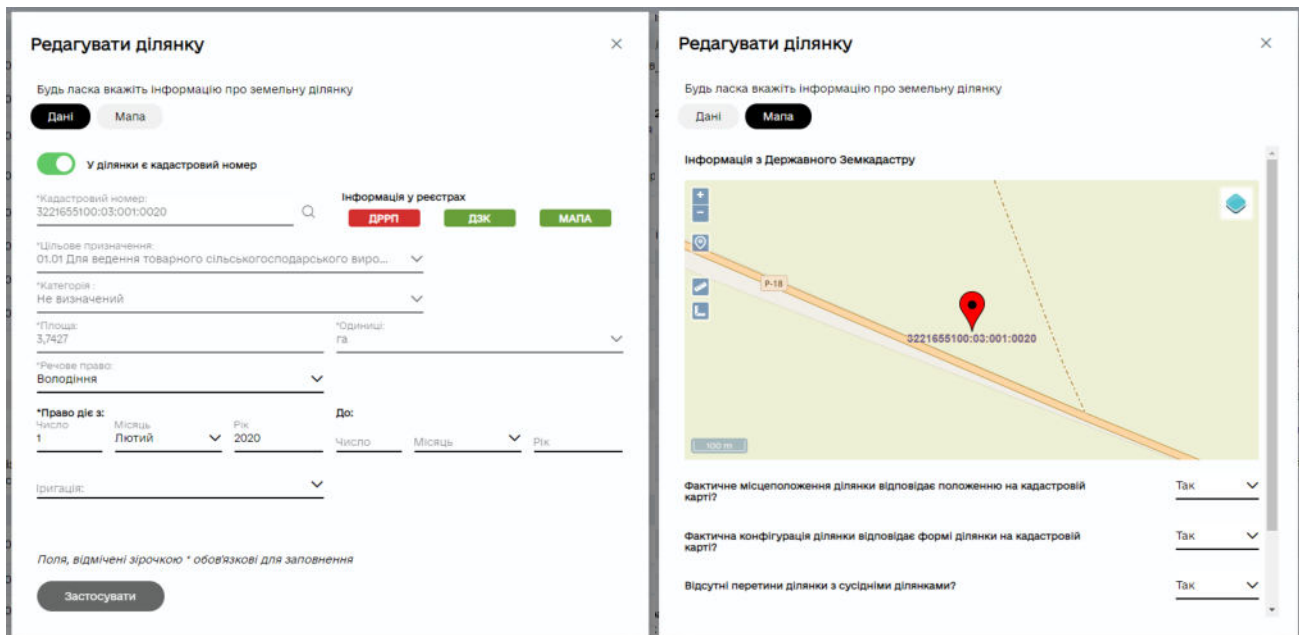 Редагувати ділянку
Будь ласка вкажіть інформацію про земельну ділянку
Дані
Мапа
У ділянки є кадастровий номер
*Кадастровий номер:
3221655100:03:001:0020
Інформація у реєстрах
ДРРП
ДЗК
МАПА
*Цільове призначення:
01.01 Для ведення товарного сільськогосподарського виро...
*Категорія :
Не визначений
*Площа:
3,7427
*Одиниці:
га
*Речове право:
Володіння
*Право діє з:
До:
Число
Місяць
Рік
1
Лютий
2020
Число
Місяць
Рік
Іригація:
Поля, відмічені зірочкою * обов'язкові для заповнення
Застосувати
Редагувати ділянку
Будь ласка вкажіть інформацію про земельну ділянку
Дані
Мапа
Інформація з Державного Земкадастру
P-18
3221655100:03:001:0020
100 m
Фактичне місцеположення ділянки відповідає положенню на кадастровій
карті?
Так
Фактична конфігурація ділянки відповідає формі ділянки на кадастровій
карті?
Так
Відсутні перетини ділянки з сусідніми ділянками?
Так